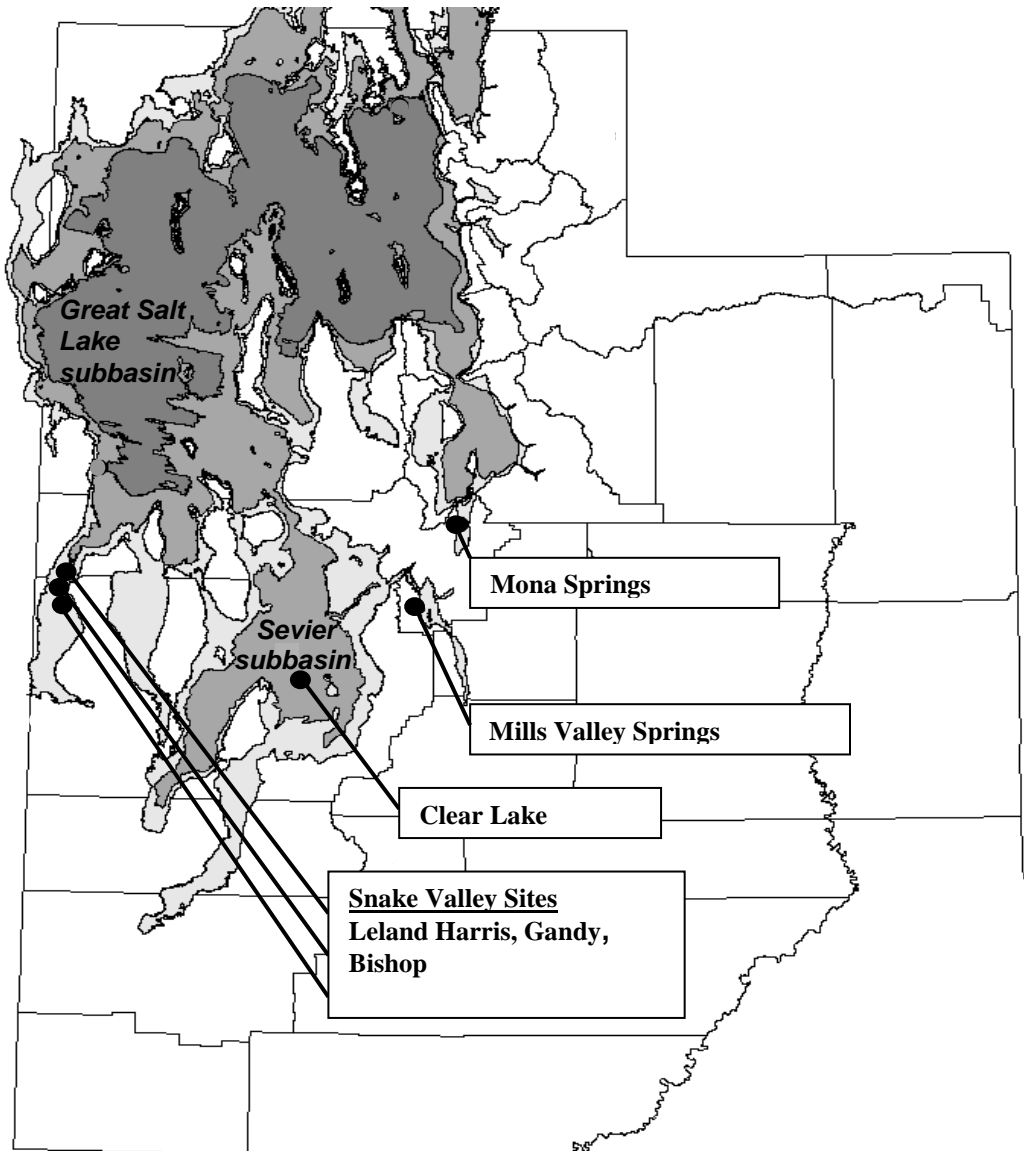 Great Salt
Lake
subbasin
Mona Springs
Sevier
subbasin
Mills Valley Springs
Clear Lake
Snake Valley Sites
Leland Harris, Gandy,
Bishop